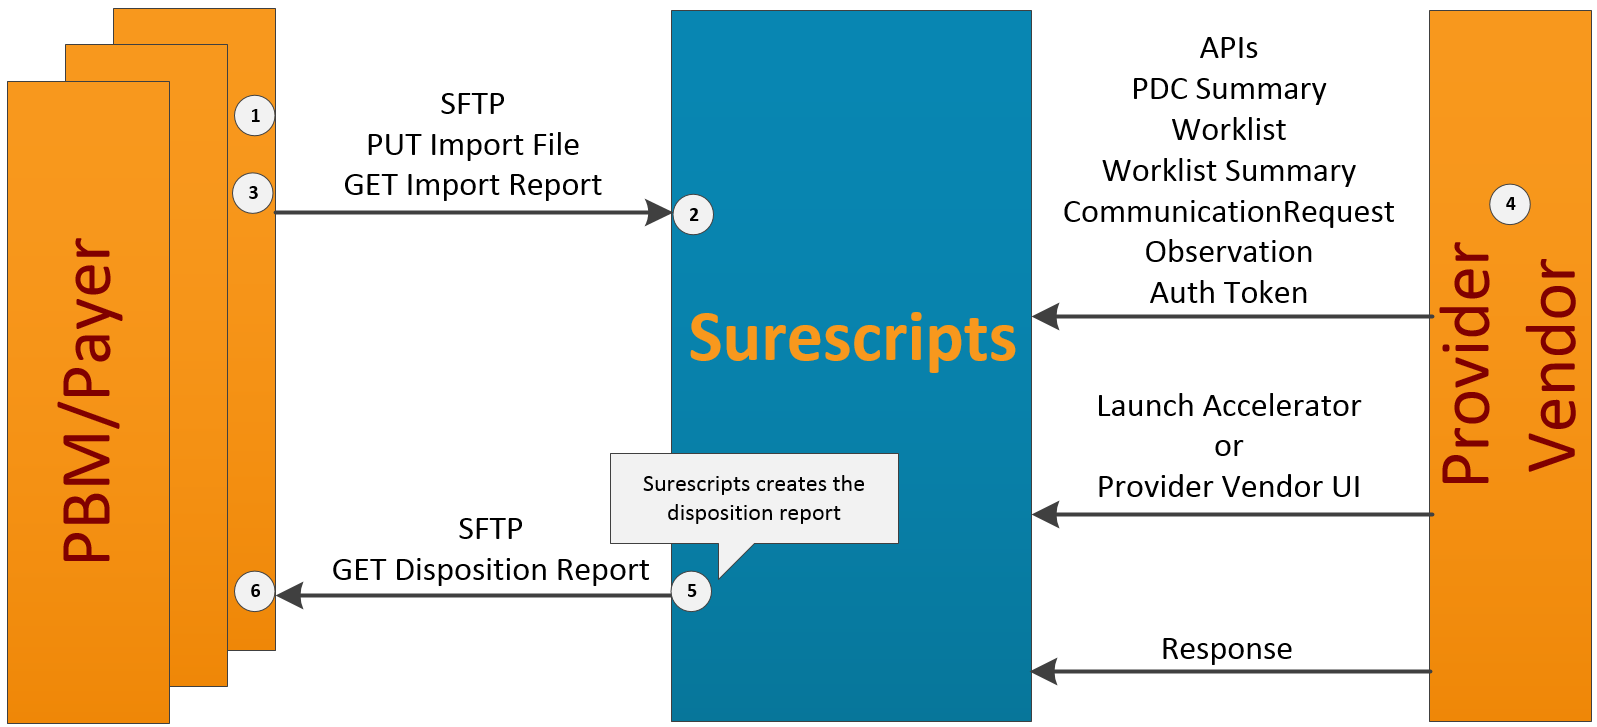 PBM/Payer
1
3
SFTP
PUT Import File
GET Import Report
2
Surescripts
APIs
PDC Summary
Worklist
Worklist Summary
CommunicationRequest
Observation
Auth Token
4
Provider
Vendor
Launch Accelerator
or
Provider Vendor UI
Surescripts creates the
disposition report
SFTP
GET Disposition Report
5
6
Response